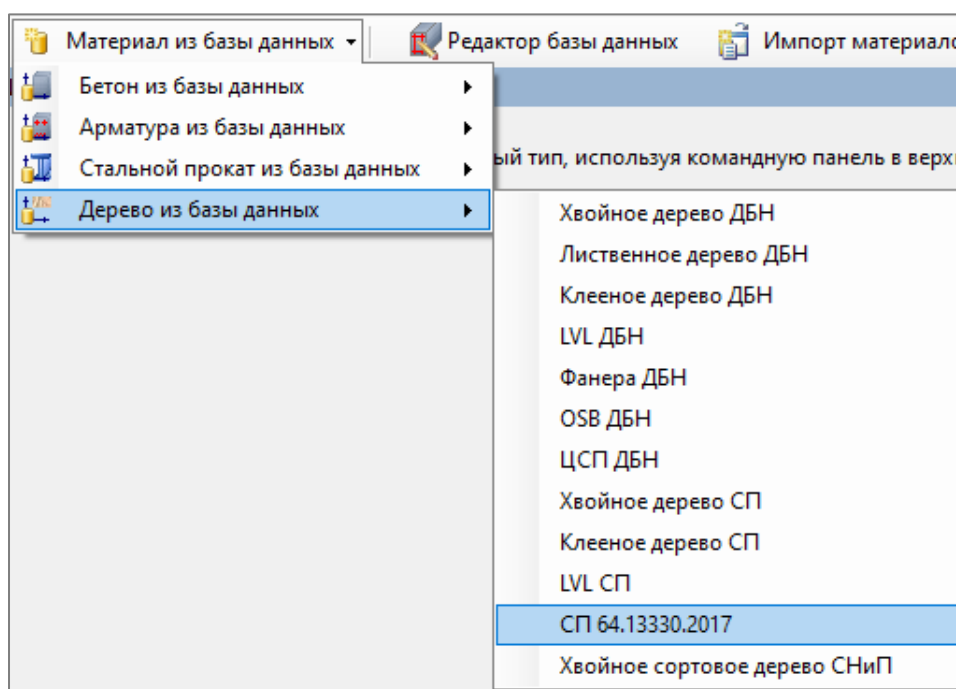 Материал из базы данных Редактор базы данных Импорт
Бетон из базы данных
Арматура из базы данных
тип, используя командную панель в
Стальной прокат из базы данных
Дерево из базы данных
Хвойное дерево ДБН
Лиственное дерево ДБН
Клееное дерево ДБН
LVL ДБН
Фанера ДБН
OSB ДБН
ЦСП ДБН
Хвойное дерево СП
Клееное дерево СП
LVL СП
СП 64.13330.2017
Хвойное сортовое дерево СНиП